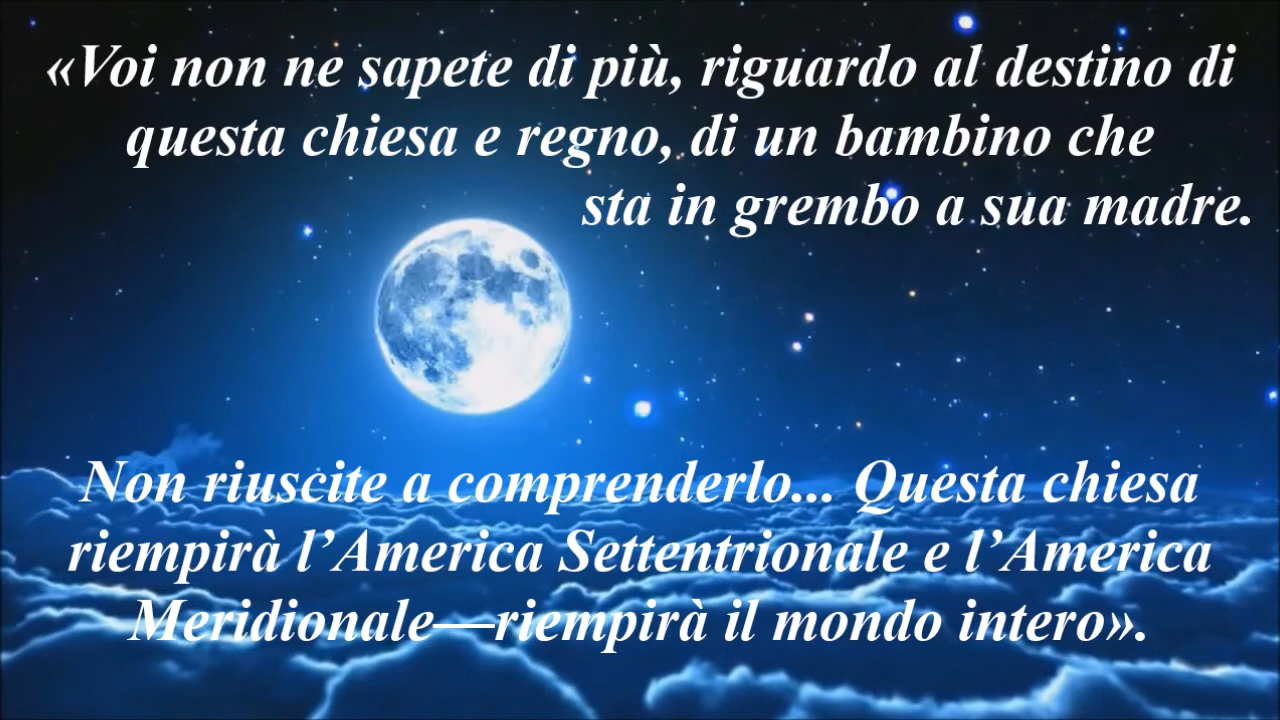 «Voi non ne sapete di più, riguardo al destino di
questa chiesa e regno, di un bambino che
sta in grembo a sua madre.
Non riuscite a comprenderlo... Questa chiesa
riempirà l’America Settentrionale e l’America
Meridionale—riempirà il mondo intero».